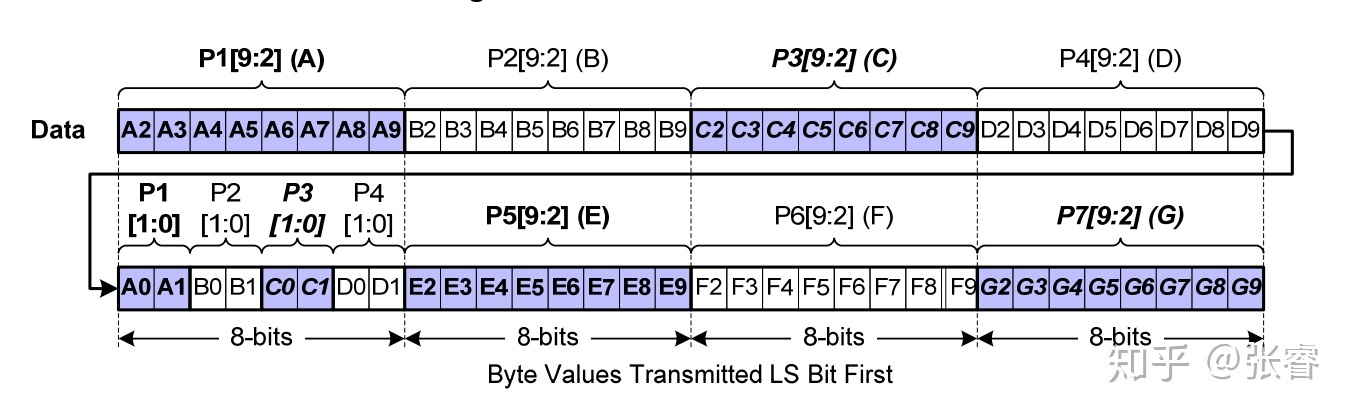 P1[9:2] (A) P2[9:2] (B) P3[9:2] (C) P4[9:2] (D)
Data A2 A3 A4 A5 A6 A7 A8 A9 B2 B3 B4 B5 B6 B7 B8 B9 C2 C3 C4 C5 C6 C7 C8 C9 D2 D3 D4 D5 D6 D7 D8 D9
P1 P2 P3 P4
[1:0] [1:0] [1:0] [1:0] P5[9:2] (E) P6[9:2] (F) P7[9:2] (G)
A0 A1 B0 B1 C0 C1 D0 D1 E2 E3 E4 E5 E6 E7 E8 E9 F2 F3 F4 F5 F6 F7 F8 F9 G2 G3 G4 G5 G6 G7 G8 G9
8-bits 8-bits 8-bits 8-bits
Byte Values Transmitted LS Bit First
知乎 @张睿